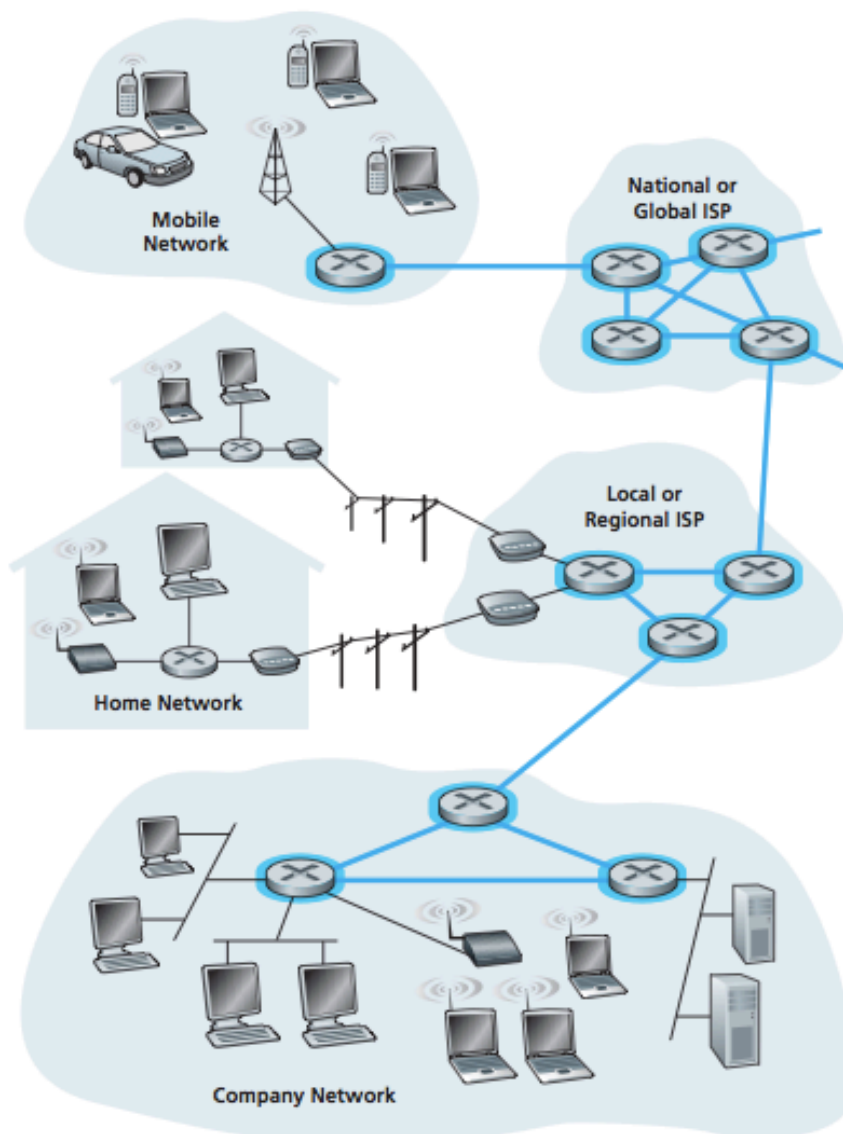 Mobile
Network
National or
Global ISP
Local or
Regional ISP
Home Network
Company Network